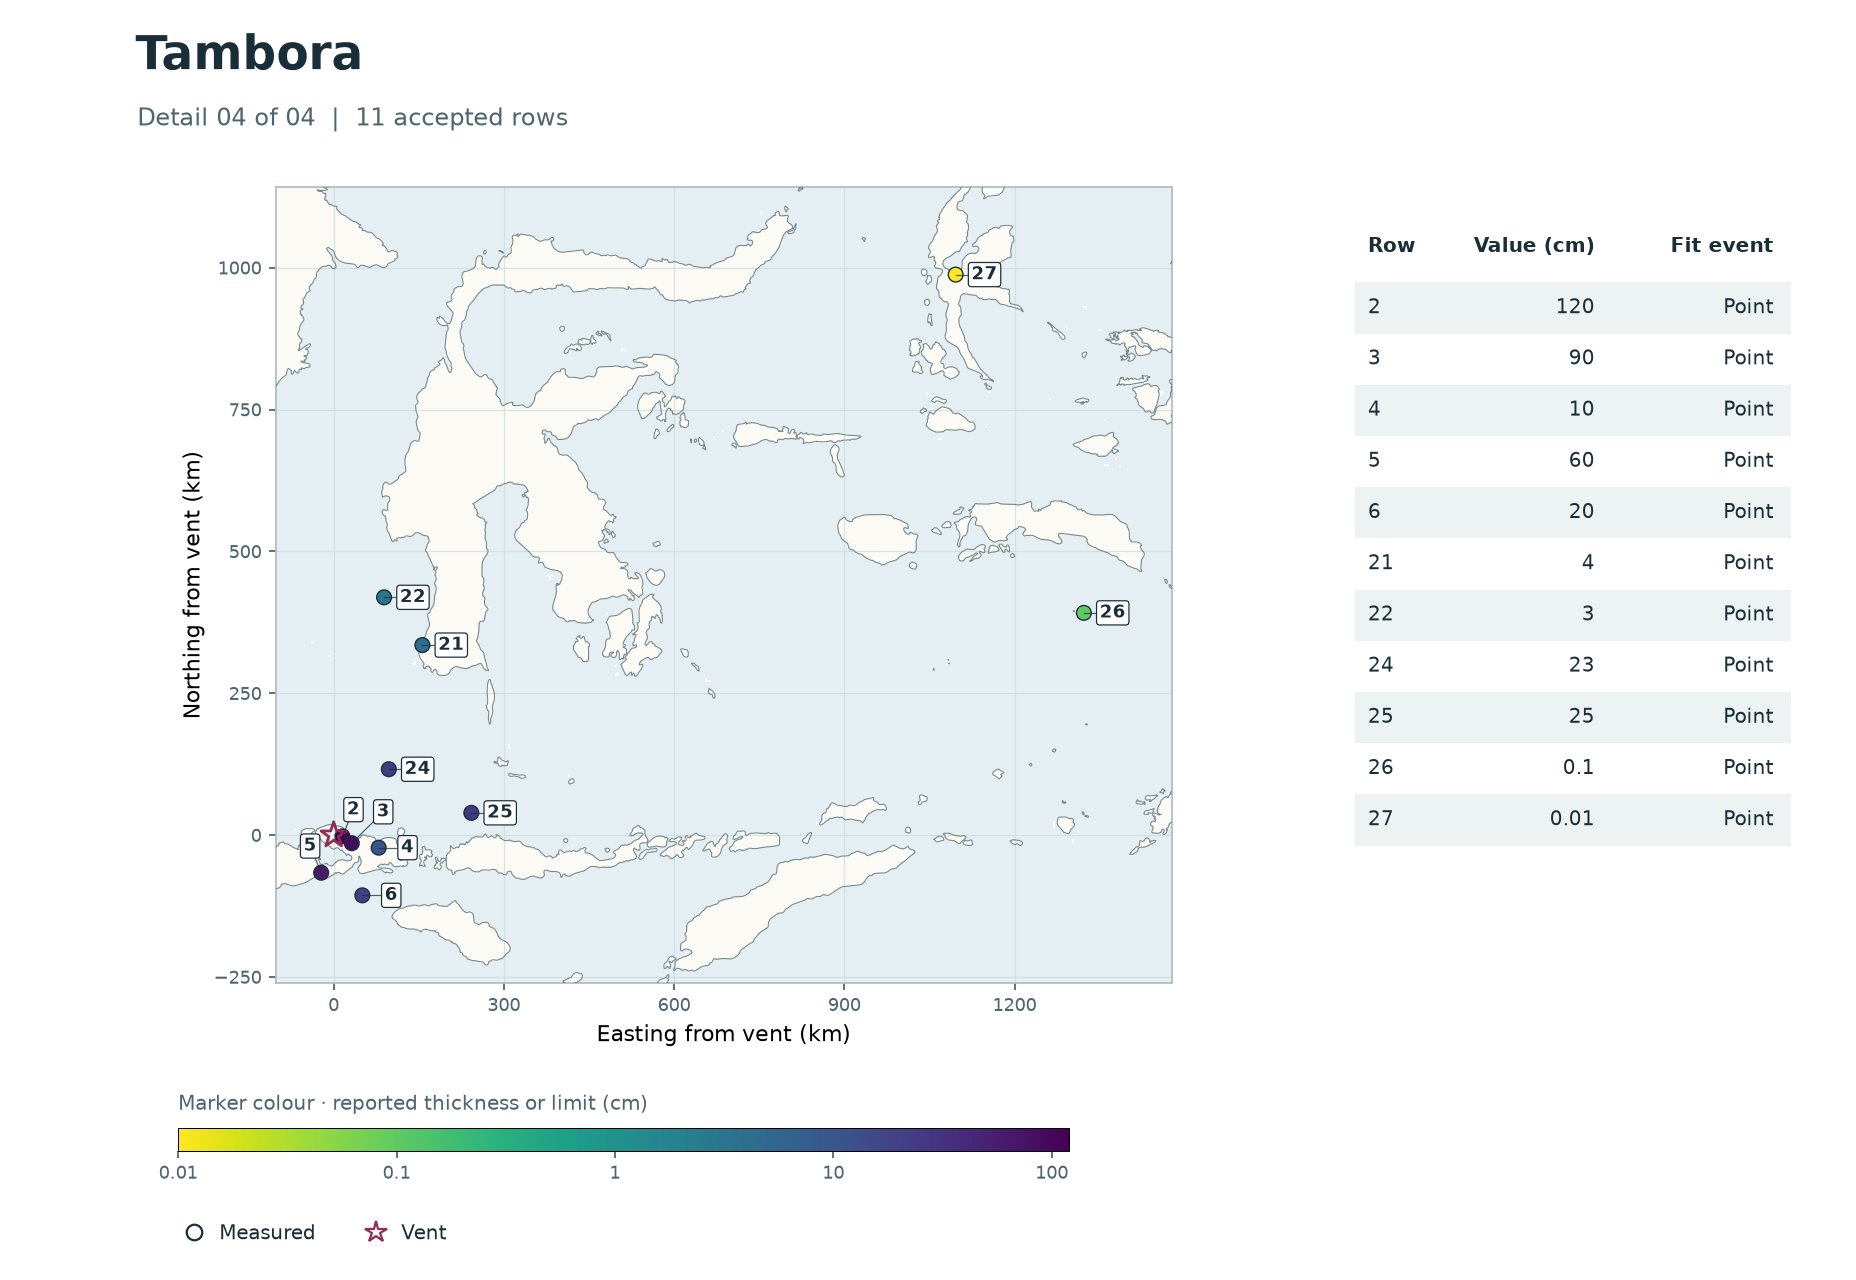 Tambora
Detail 04 of 04 | 11 accepted rows
1000
750
500
250
0
−250
Northing from vent (km)
27
22
21
26
24
25
2
3
5
4
6
0 300 600 900 1200
Easting from vent (km)
Row Value (cm) Fit event
2 120 Point
3 90 Point
4 10 Point
5 60 Point
6 20 Point
21 4 Point
22 3 Point
24 23 Point
25 25 Point
26 0.1 Point
27 0.01 Point
Marker colour · reported thickness or limit (cm)
0.01 0.1 1 10 100
Measured Vent